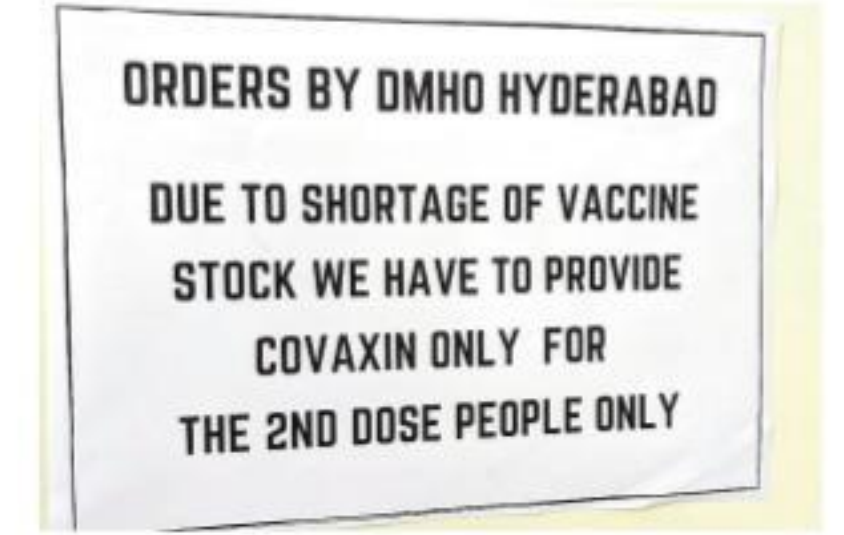 ORDERS BY DMHO HYDERABAD
DUE TO SHORTAGE OF VACCINE
STOCK WE HAVE TO PROVIDE
COVAXIN ONLY FOR
THE 2ND DOSE PEOPLE ONLY